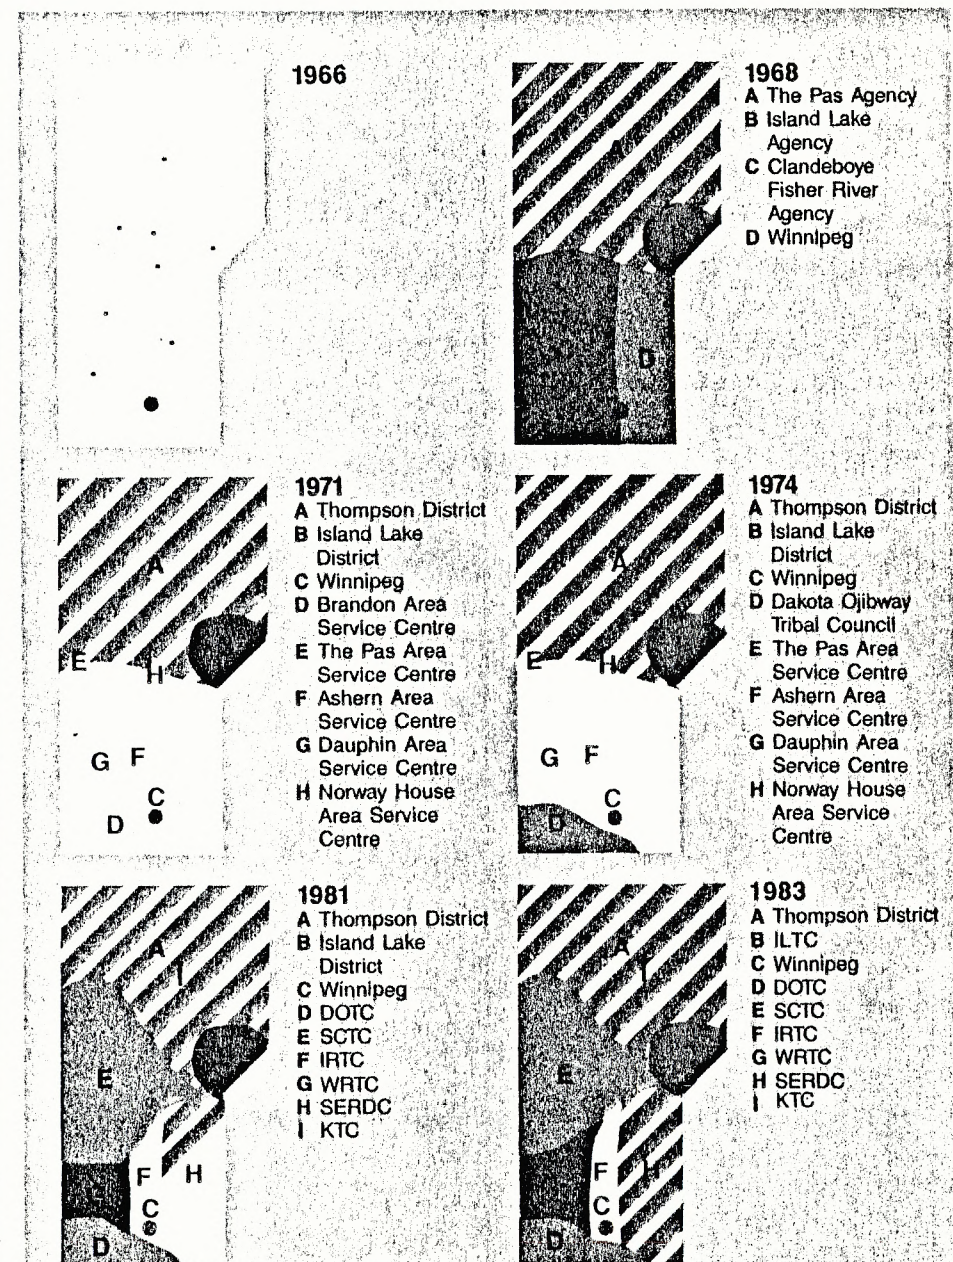 1966
1968
A The Pas Agency
B Island Lake
Agency
C Clandeboye
Fisher River
Agency
D Winnipeg
A
D
1971
A Thompson District
B Island Lake
District
C Winnipeg
D Brandon Area
Service Centre
E The Pas Area
Service Centre
F Ashern Area
Service Centre
G Dauphin Area
Service Centre
H Norway House
Area Service
Centre
A
E
H
G
F
C
D
1974
A Thompson District
B Island Lake
District
C Winnipeg
D Dakota Ojibway
Tribal Council
E The Pas Area
Service Centre
F Ashern Area
Service Centre
G Dauphin Area
Service Centre
H Norway House
Area Service
Centre
A
E
H
G
F
C
D
1981
A Thompson District
B Island Lake
District
C Winnipeg
D DOTC
E SCTC
F IRTC
G WRTC
H SERDC
I KTC
A
I
E
F
H
G
C
D
1983
A Thompson District
B ILTC
C Winnipeg
D DOTC
E SCTC
F IRTC
G WRTC
H SERDC
I KTC
A
I
E
F
H
C
D